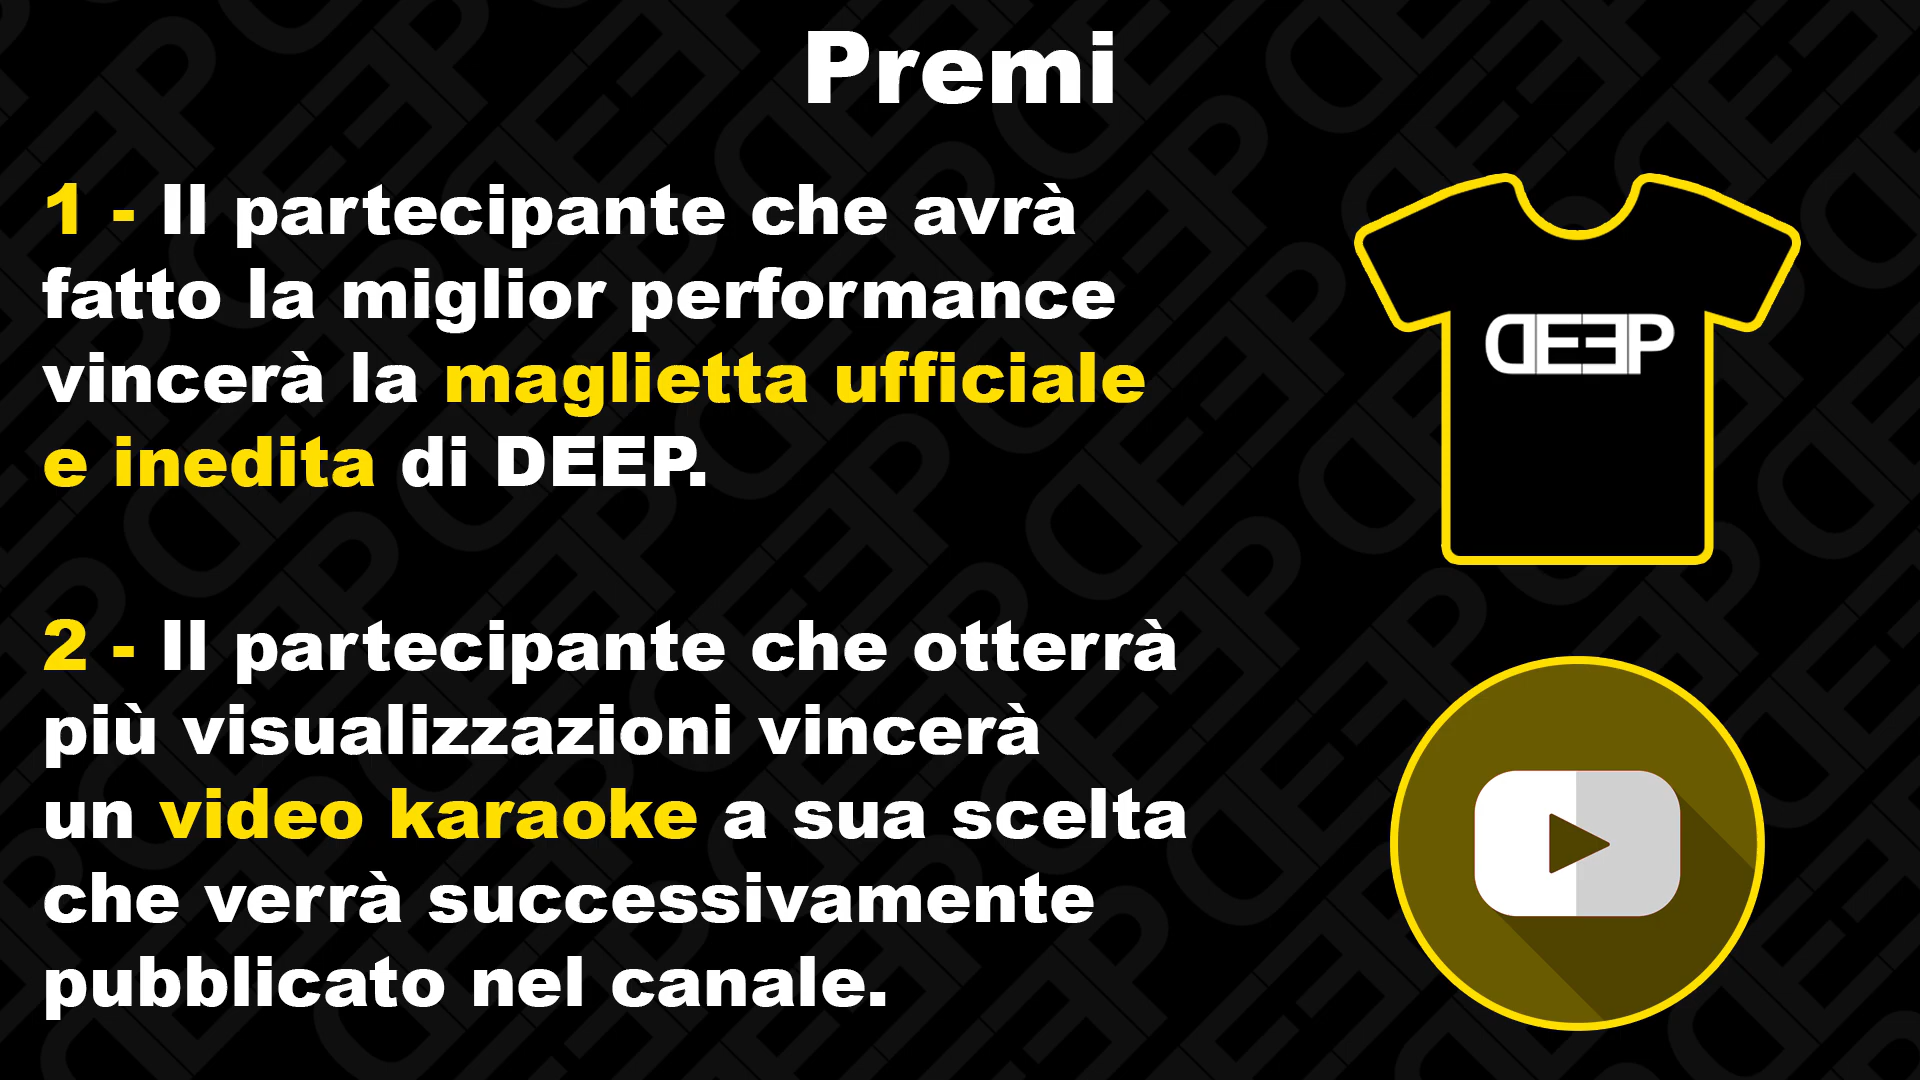 Premi
1 - Il partecipante che avrà
fatto la miglior performance
vincerà la maglietta ufficiale
e inedita di DEEP.
DEEP
2 - Il partecipante che otterrà
più visualizzazioni vincerà
un video karaoke a sua scelta
che verrà successivamente
pubblicato nel canale.